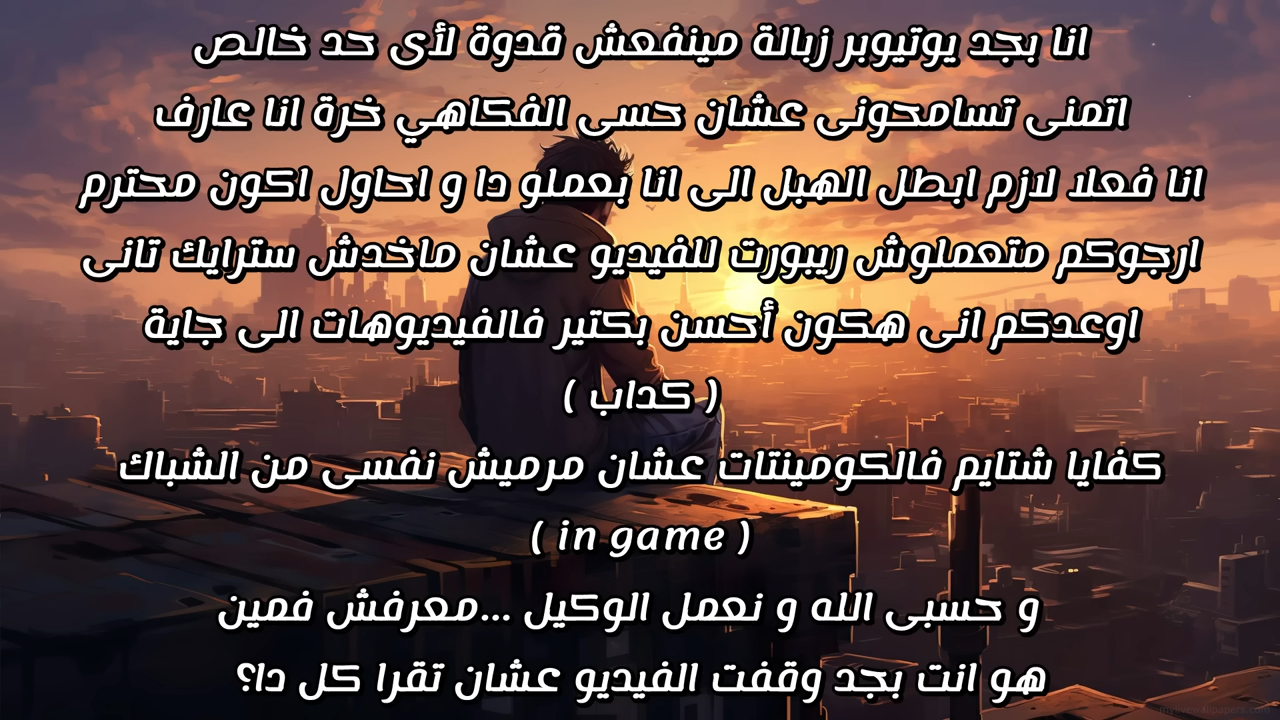 انا بجد يوتيوبر زبالة مينفعش قدوة لأى حد خالص
اتمنى تسامحونى عشان حسى الفكاهي خرة انا عارف
انا فعلا لازم ابطل الهبل الى انا بعملو دا و احاول اكون محترم
ارجوكم متعملوش ريبورت للفيديو عشان ماخدش سترايك تانى
اوعدكم انى هكون أحسن بكتير فالفيديوهات الى جاية
( كداب )
كفايا شتايم فالكومينتات عشان مرميش نفسى من الشباك
( in game )
و حسبى الله و نعمل الوكيل ...معرفش فمين
هو انت بجد وقفت الفيديو عشان تقرا كل دا؟